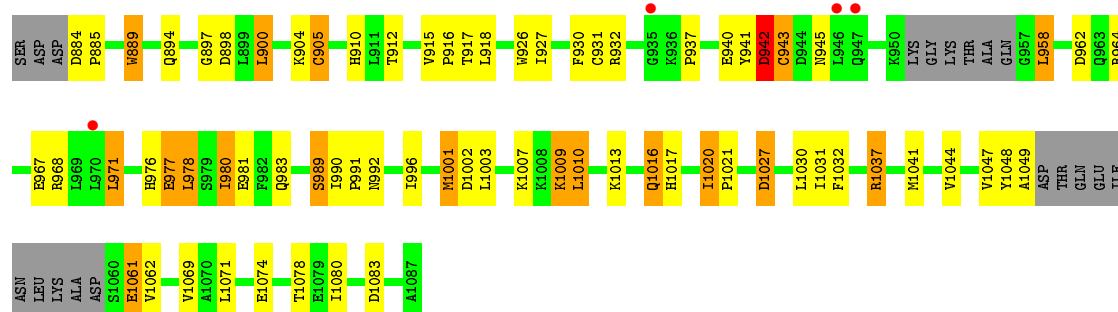 SER ASP ASP D884 P885 W889 Q894 G897 D898 L899 L900 K904 C905 H910 L911 T912 V915 P916 T917 L918 W926 I927 F930 C931 R932 G935 K936 P937 E940 Y941 D942 C943 D944 N945 L946 Q947 K950 LYS GLY LYS THR ALA GLN G957 L958 D962 Q963 R964
E967 R968 L969 L970 L971 H976 E977 L978 S979 I980 E981 F982 Q983 S989 I990 P991 N992 I996 M1001 D1002 L1003 K1007 K1008 K1009 L1010 K1013 Q1016 H1017 I1020 P1021 D1027 L1030 I1031 F1032 R1037 M1041 V1044 V1047 Y1048 A1049 ASP THR GLN GLU ILE
ASN LEU LYS ALA ASP S1060 E1061 V1062 V1069 A1070 L1071 E1074 T1078 E1079 I1080 D1083 A1087